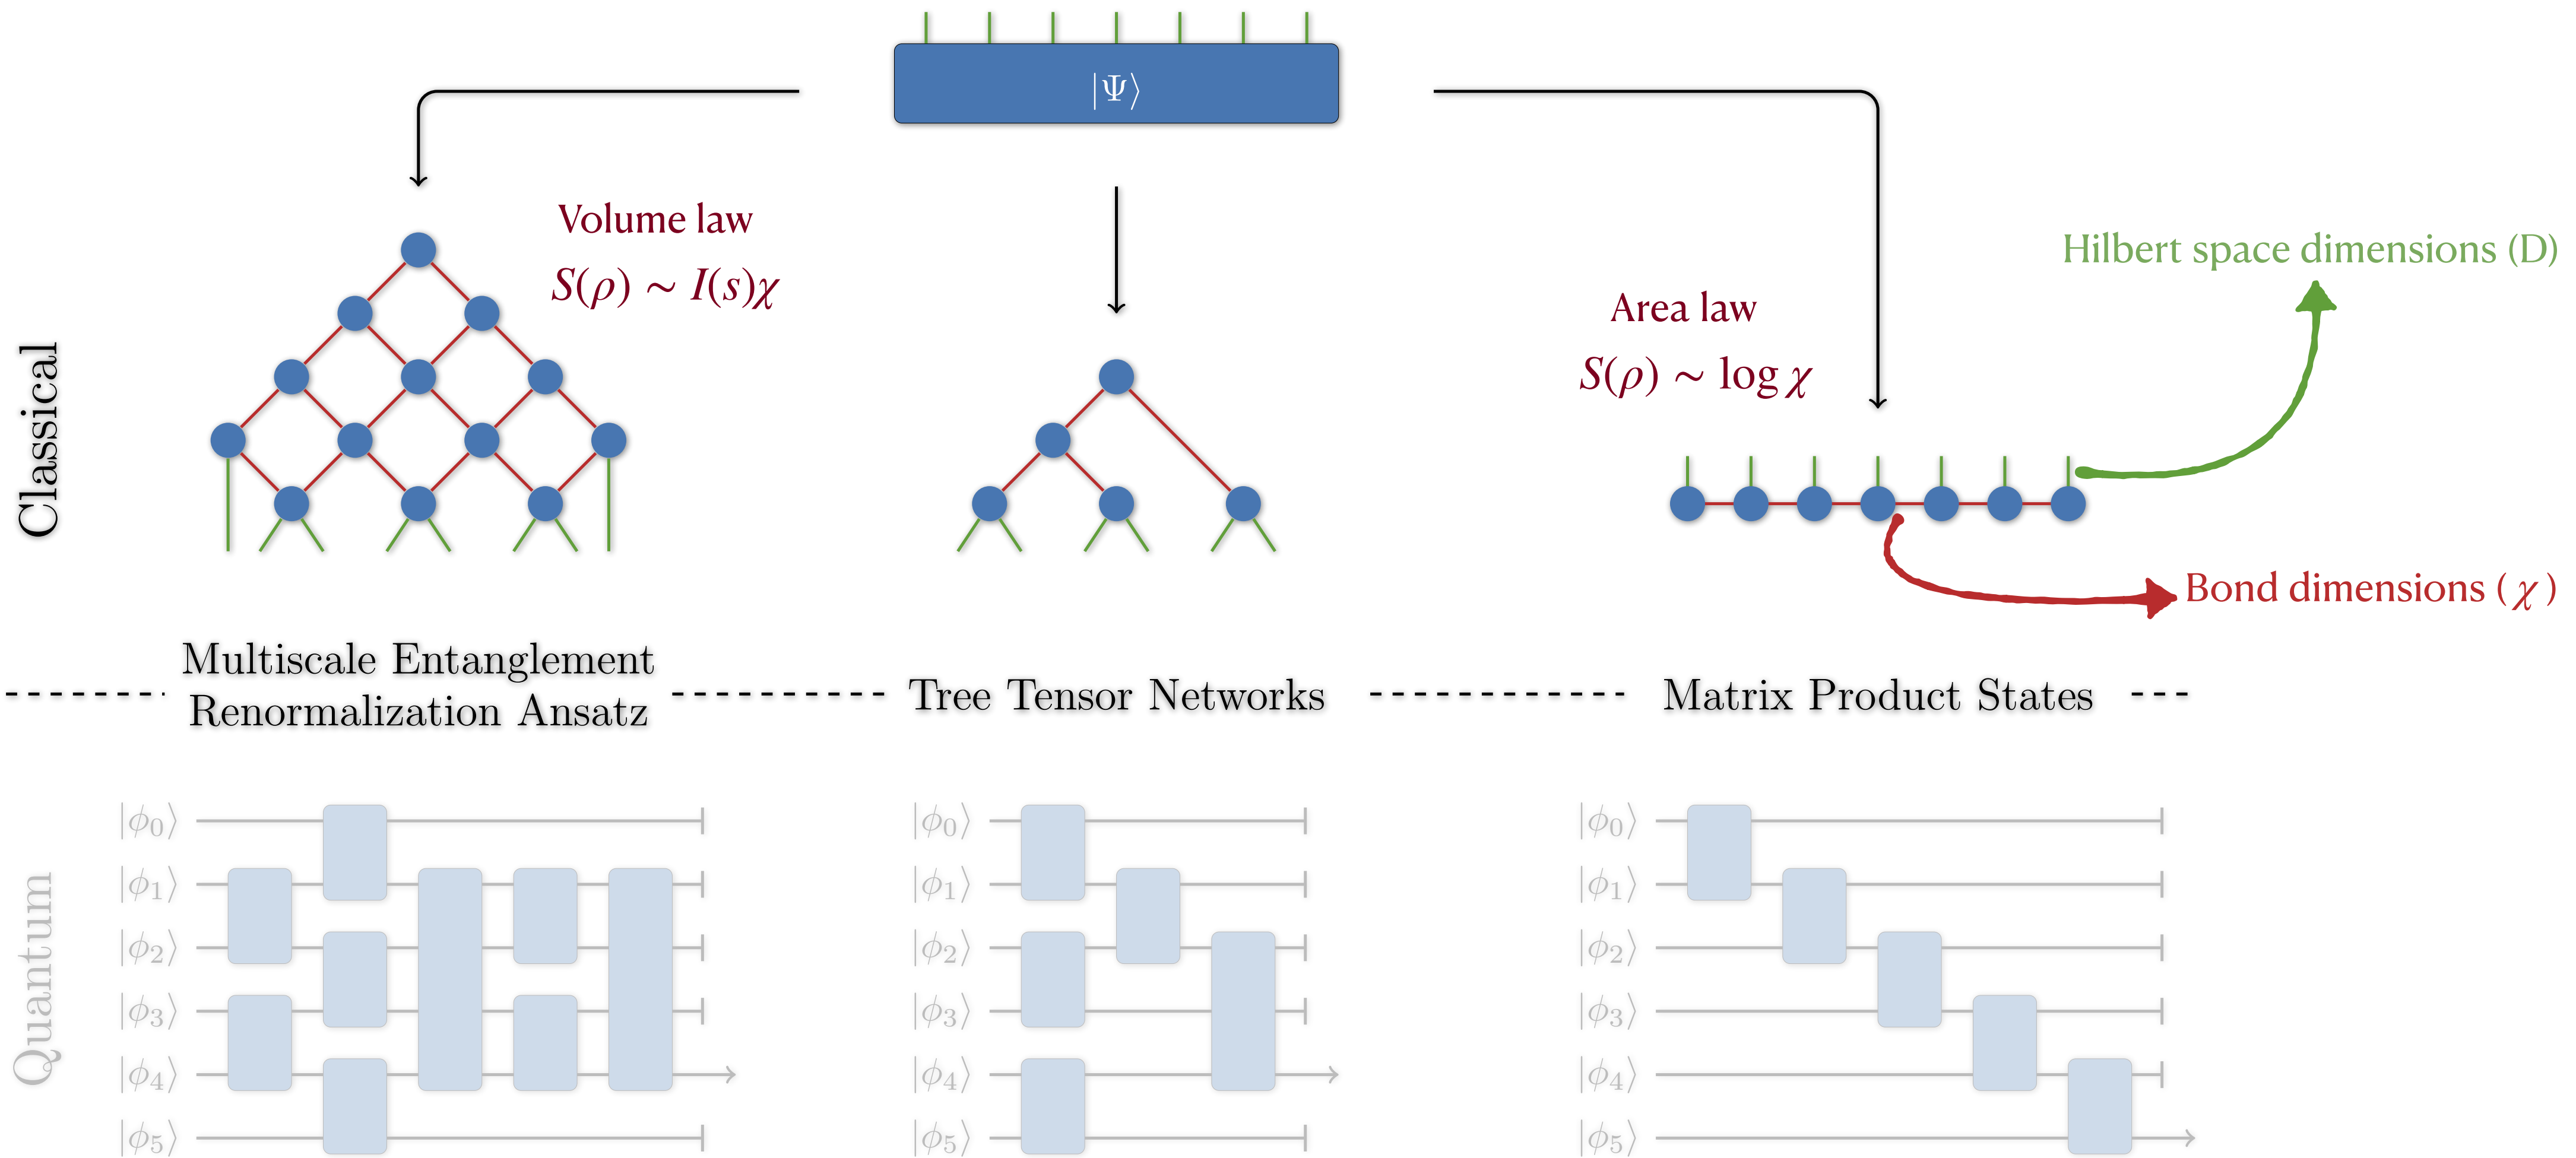 |Ψ⟩
Volume law
S(ρ) ∼ I(s)χ
Area law
S(ρ) ∼ log χ
Hilbert space dimensions (D)
Bond dimensions (χ)
Classical
Multiscale Entanglement
Renormalization Ansatz
Tree Tensor Networks
Matrix Product States
Quantum
|ϕ0⟩
|ϕ1⟩
|ϕ2⟩
|ϕ3⟩
|ϕ4⟩
|ϕ5⟩
|ϕ0⟩
|ϕ1⟩
|ϕ2⟩
|ϕ3⟩
|ϕ4⟩
|ϕ5⟩
|ϕ0⟩
|ϕ1⟩
|ϕ2⟩
|ϕ3⟩
|ϕ4⟩
|ϕ5⟩